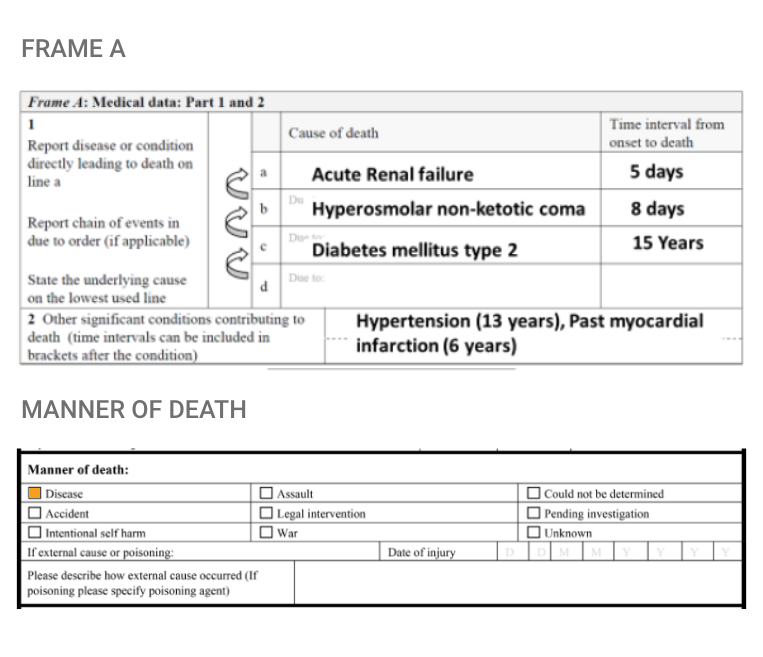 FRAME A
Frame A: Medical data: Part 1 and 2
1
Report disease or condition
directly leading to death on
line a
Report chain of events in
due to order (if applicable)
State the underlying cause
on the lowest used line
Cause of death
Time interval from
onset to death
a Acute Renal failure 5 days
b Du Hyperosmolar non-ketotic coma 8 days
c Due to: Diabetes mellitus type 2 15 Years
d Due to:
2 Other significant conditions contributing to
death (time intervals can be included in
brackets after the condition)
Hypertension (13 years), Past myocardial
infarction (6 years)
MANNER OF DEATH
Manner of death:
Disease Assault Could not be determined
Accident Legal intervention Pending investigation
Intentional self harm War Unknown
If external cause or poisoning: Date of injury D D M M Y Y Y Y
Please describe how external cause occurred (If
poisoning please specify poisoning agent)